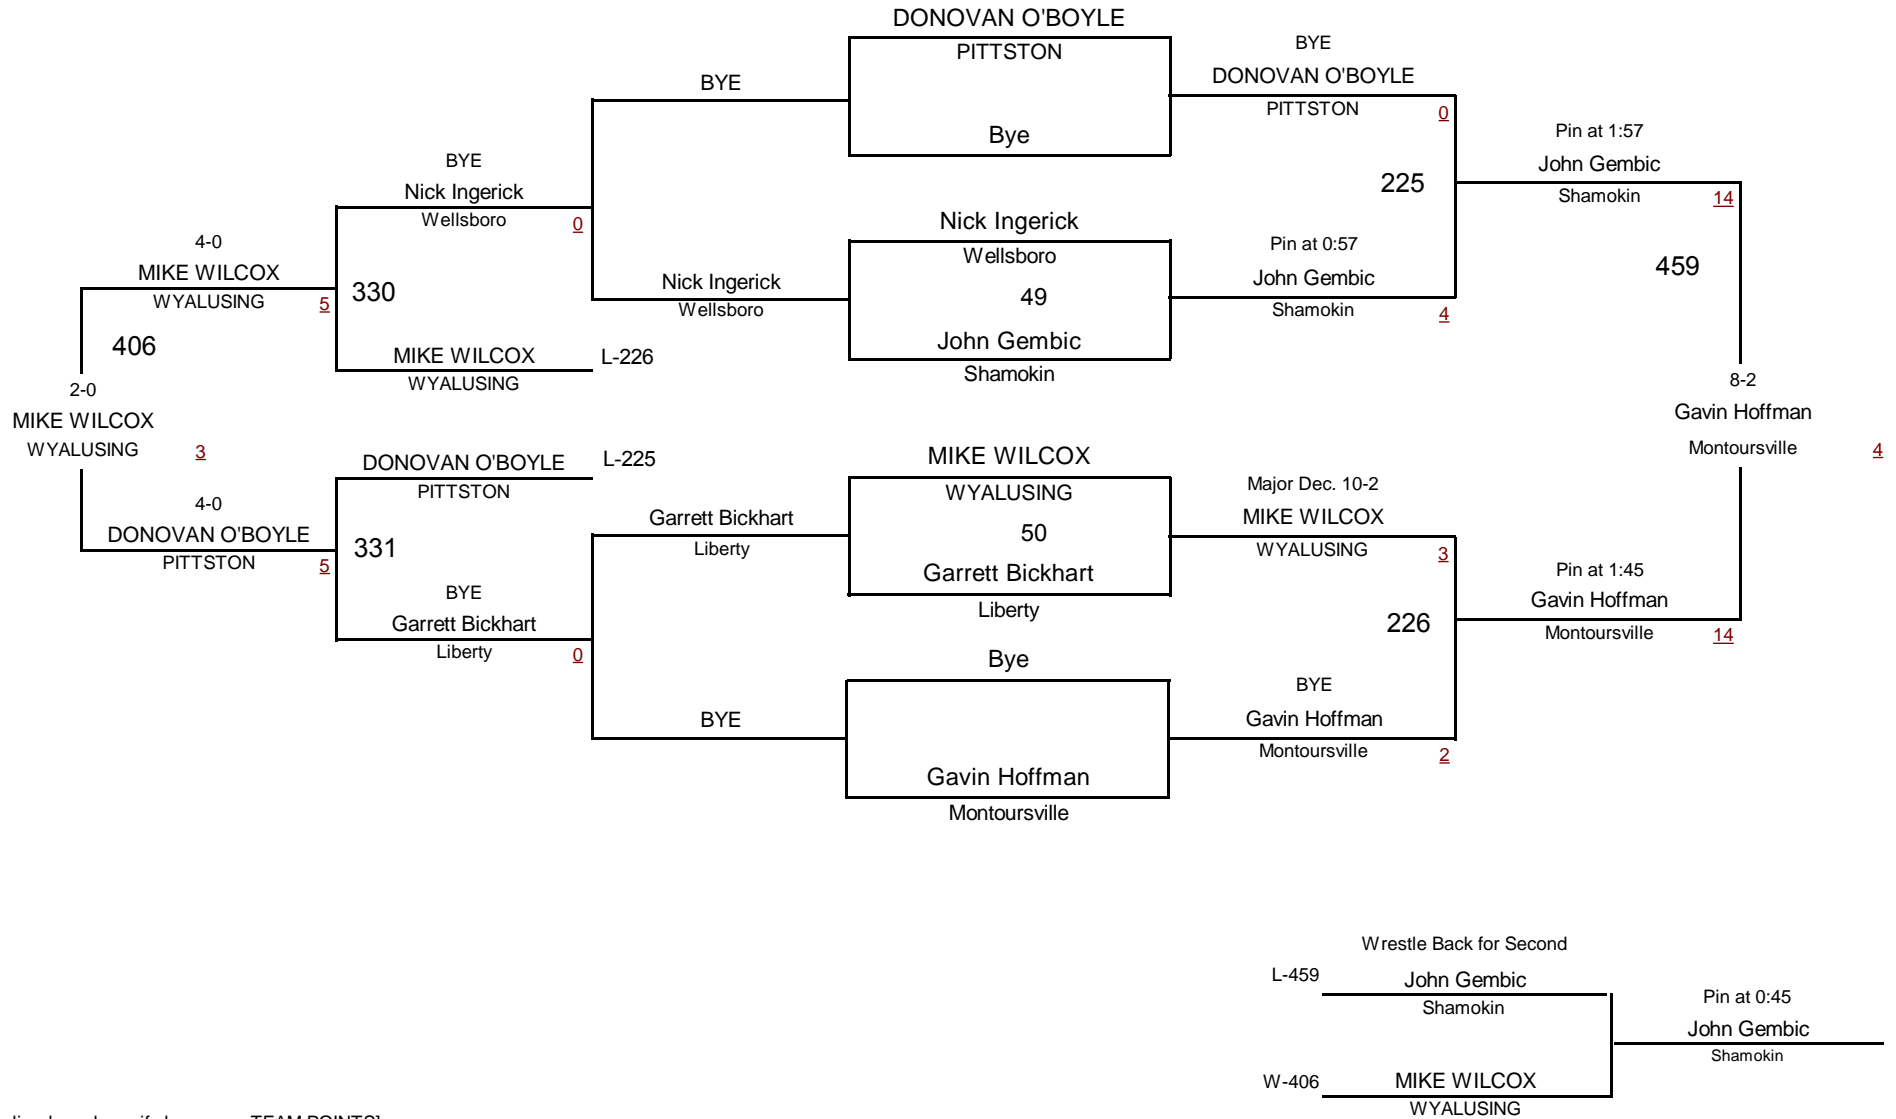 DONOVAN O'BOYLE
PITTSTON
Bye
BYE
DONOVAN O'BOYLE
PITTSTON
0
BYE
Pin at 1:57
John Gembic
Shamokin
14
225
459
BYE
Nick Ingerick
Wellsboro
0
Nick Ingerick
Wellsboro
49
John Gembic
Shamokin
Pin at 0:57
John Gembic
Shamokin
4
Nick Ingerick
Wellsboro
4-0
MIKE WILCOX
WYALUSING
5
330
MIKE WILCOX
WYALUSING
L-226
406
2-0
MIKE WILCOX
WYALUSING
3
8-2
Gavin Hoffman
Montoursville
4
DONOVAN O'BOYLE
PITTSTON
L-225
4-0
DONOVAN O'BOYLE
PITTSTON
5
331
BYE
Garrett Bickhart
Liberty
0
Garrett Bickhart
Liberty
MIKE WILCOX
WYALUSING
50
Garrett Bickhart
Liberty
Major Dec. 10-2
MIKE WILCOX
WYALUSING
3
226
Pin at 1:45
Gavin Hoffman
Montoursville
14
BYE
Bye
Gavin Hoffman
Montoursville
BYE
Gavin Hoffman
Montoursville
2
Wrestle Back for Second
L-459
John Gembic
Shamokin
Pin at 0:45
John Gembic
Shamokin
W-406
MIKE WILCOX
WYALUSING
TEAM POINTS]